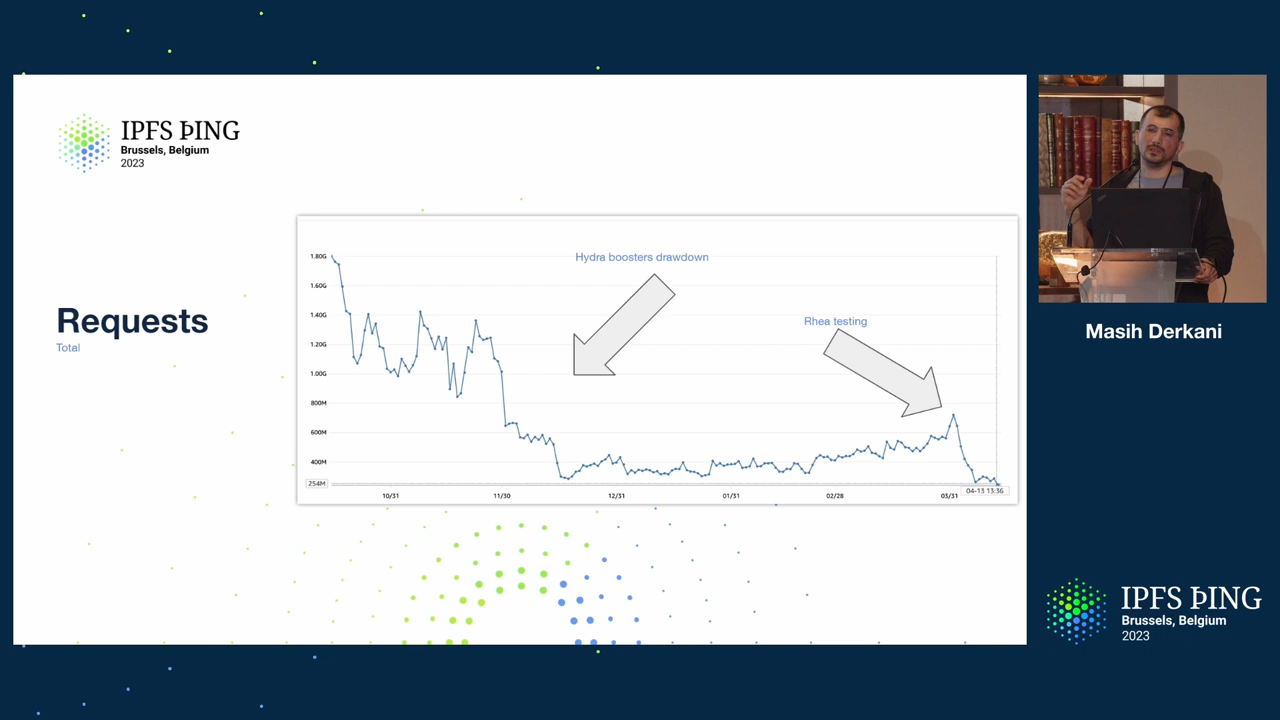 IPFS ÞING
Brussels, Belgium
2023
Requests
Total
Hydra boosters drawdown
Rhea testing
1.80G
1.60G
1.40G
1.20G
1.00G
800M
600M
400M
254M
10/31
11/30
12/31
01/31
02/28
03/31
04-13 13:36
Masih Derkani
IPFS ÞING
Brussels, Belgium
2023